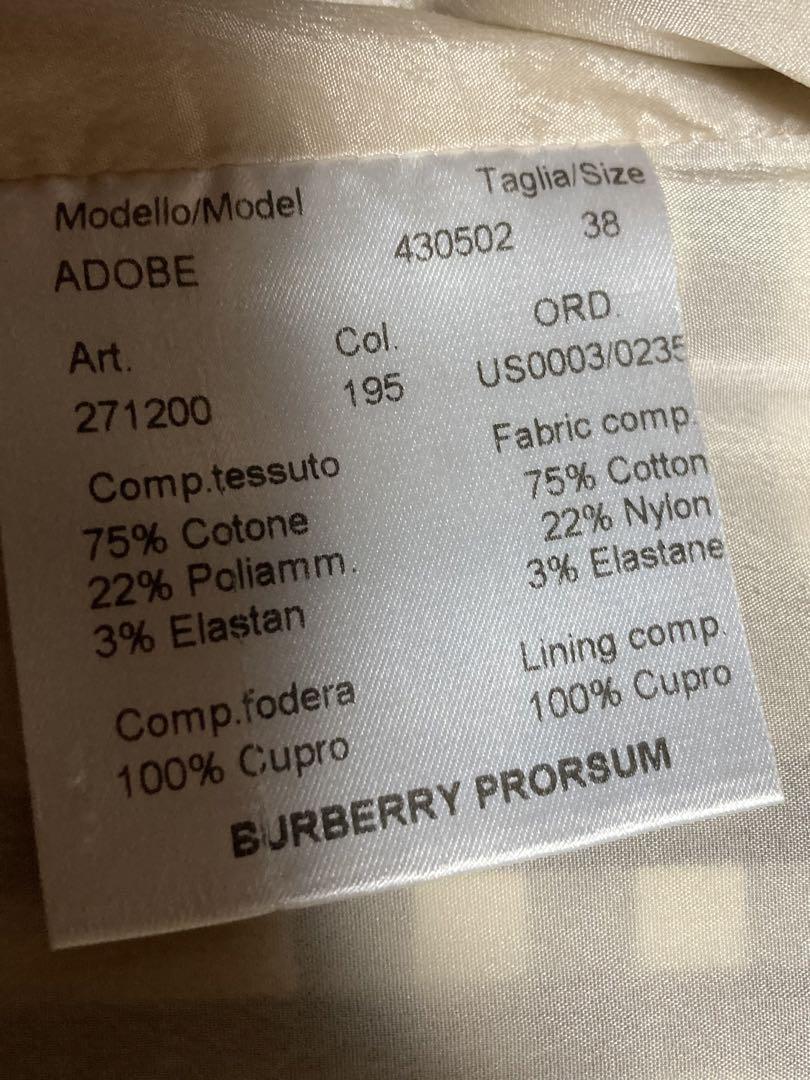 Modello/Model Taglia/Size
ADOBE 430502 38
Art. Col. ORD.
271200 195 US0003/0235
Comp.tessuto Fabric comp.
75% Cotone 75% Cotton
22% Poliamm. 22% Nylon
3% Elastan 3% Elastane
Comp.fodera Lining comp.
100% Cupro 100% Cupro
BURBERRY PRORSUM